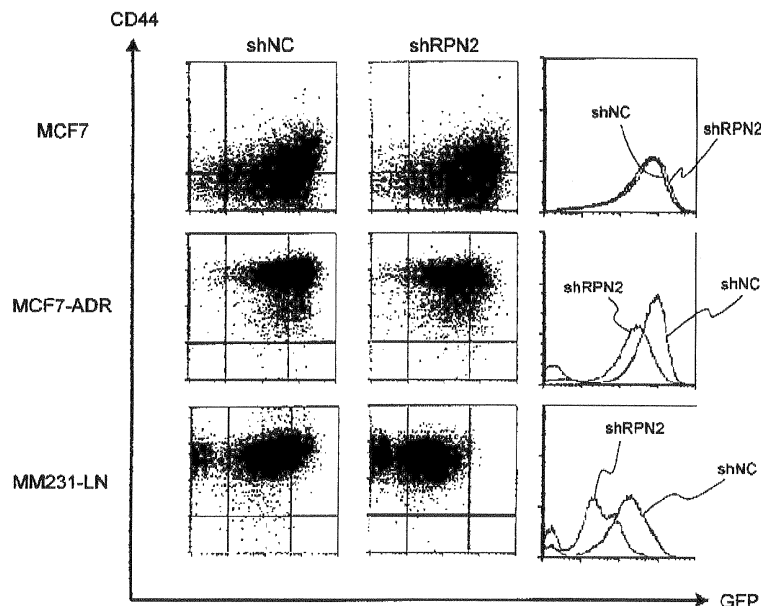 CD44
shNC
shRPN2
MCF7
shNC
shRPN2
MCF7-ADR
shRPN2
shNC
MM231-LN
shRPN2
shNC
GFP